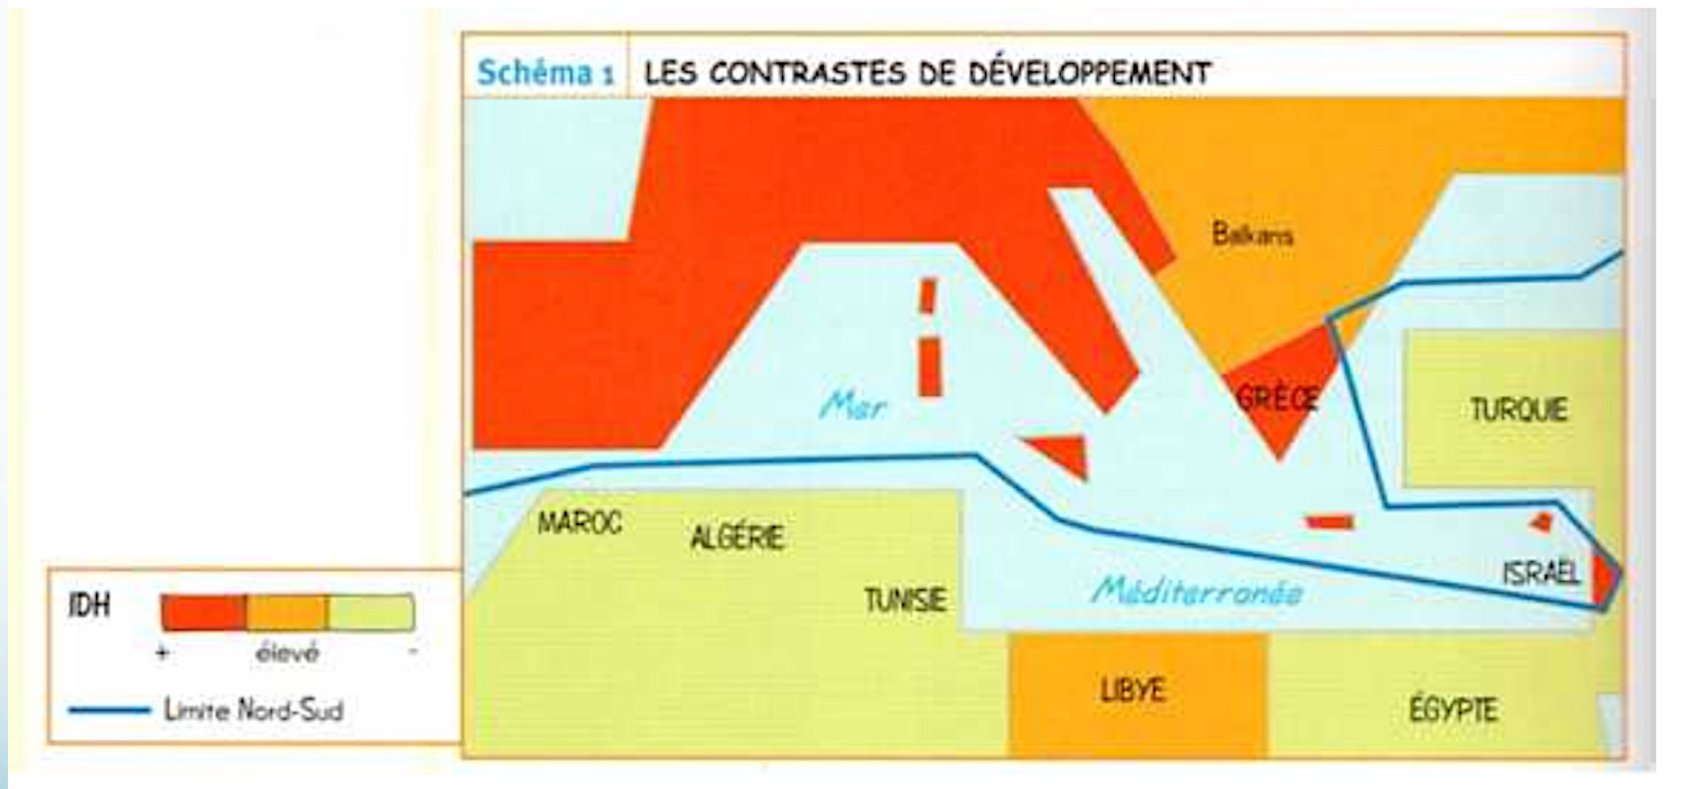 Schéma 1 LES CONTRASTES DE DÉVELOPPEMENT
Balkans
Mer
GRÈCE
TURQUIE
MAROC
ALGÉRIE
TUNISIE
Méditerranée
ISRAËL
LIBYE
ÉGYPTE
IDH
+ élevé -
Limite Nord-Sud